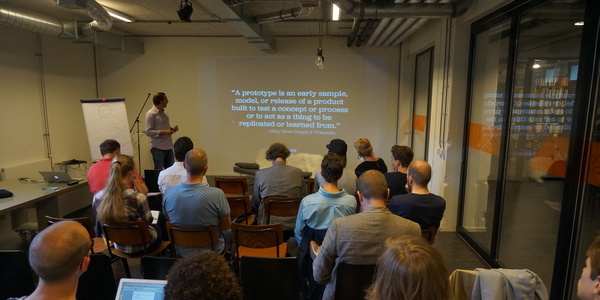 "A prototype is an early sample,
model, or release of a product
built to test a concept or process
or to act as a thing to be
replicated or learned from."